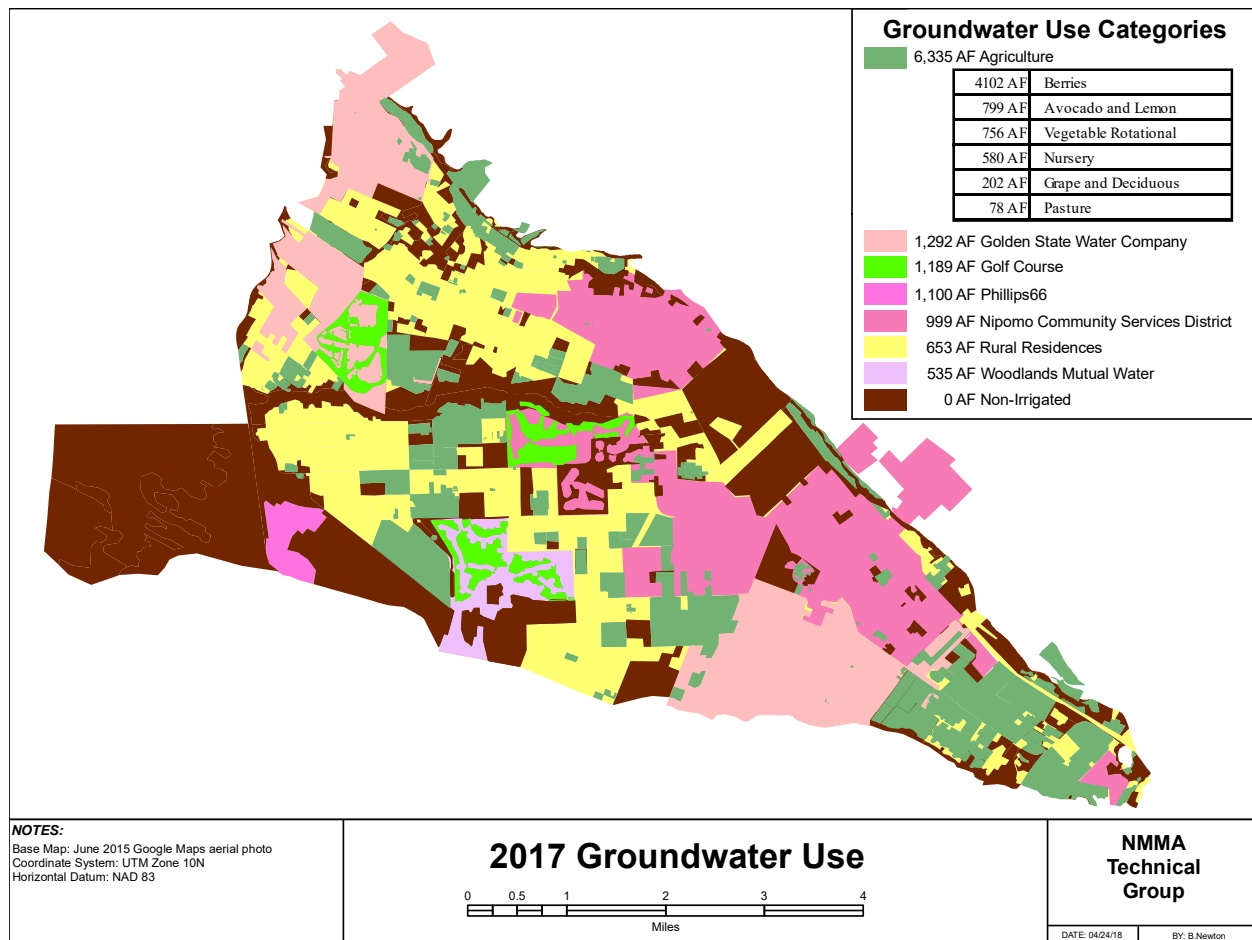 Groundwater Use Categories
6,335 AF Agriculture
4102 AF Berries
799 AF Avocado and Lemon
756 AF Vegetable Rotational
580 AF Nursery
202 AF Grape and Deciduous
78 AF Pasture
1,292 AF Golden State Water Company
1,189 AF Golf Course
1,100 AF Phillips66
999 AF Nipomo Community Services District
653 AF Rural Residences
535 AF Woodlands Mutual Water
0 AF Non-Irrigated
NOTES:
Base Map: June 2015 Google Maps aerial photo
Coordinate System: UTM Zone 10N
Horizontal Datum: NAD 83
2017 Groundwater Use
0 0.5 1 2 3 4
Miles
NMMA
Technical
Group
DATE: 04/24/18 BY: B.Newton